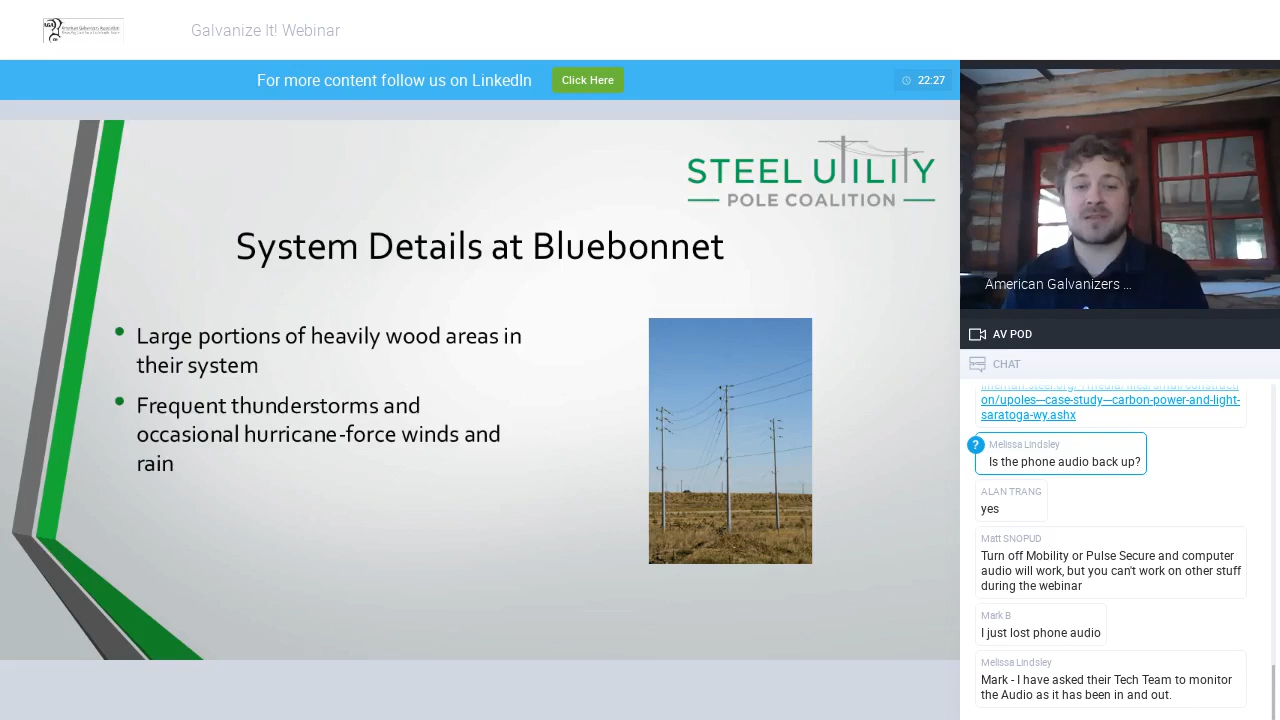 AGA
American Galvanizers Association
Galvanize It! Webinar
For more content follow us on LinkedIn
Click Here
22:27
STEEL UTILITY
POLE COALITION
System Details at Bluebonnet
Large portions of heavily wood areas in
their system
Frequent thunderstorms and
occasional hurricane-force winds and
rain
American Galvanizers ...
AV POD
CHAT
on/upoles---case-study---carbon-power-and-light-
saratoga-wy.ashx
?
Melissa Lindsley
Is the phone audio back up?
ALAN TRANG
yes
Matt SNOPUD
Turn off Mobility or Pulse Secure and computer
audio will work, but you can't work on other stuff
during the webinar
Mark B
I just lost phone audio
Melissa Lindsley
Mark - I have asked their Tech Team to monitor
the Audio as it has been in and out.